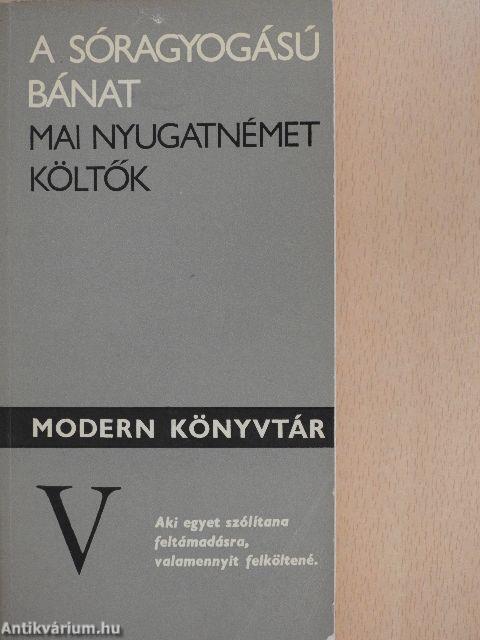 A SÓRAGYOGÁSÚ
BÁNAT
MAI NYUGATNÉMET
KÖLTŐK
MODERN KÖNYVTÁR
V
Aki egyet szólítana
feltámadásra,
valamennyit felköltené.
Antikvárium.hu